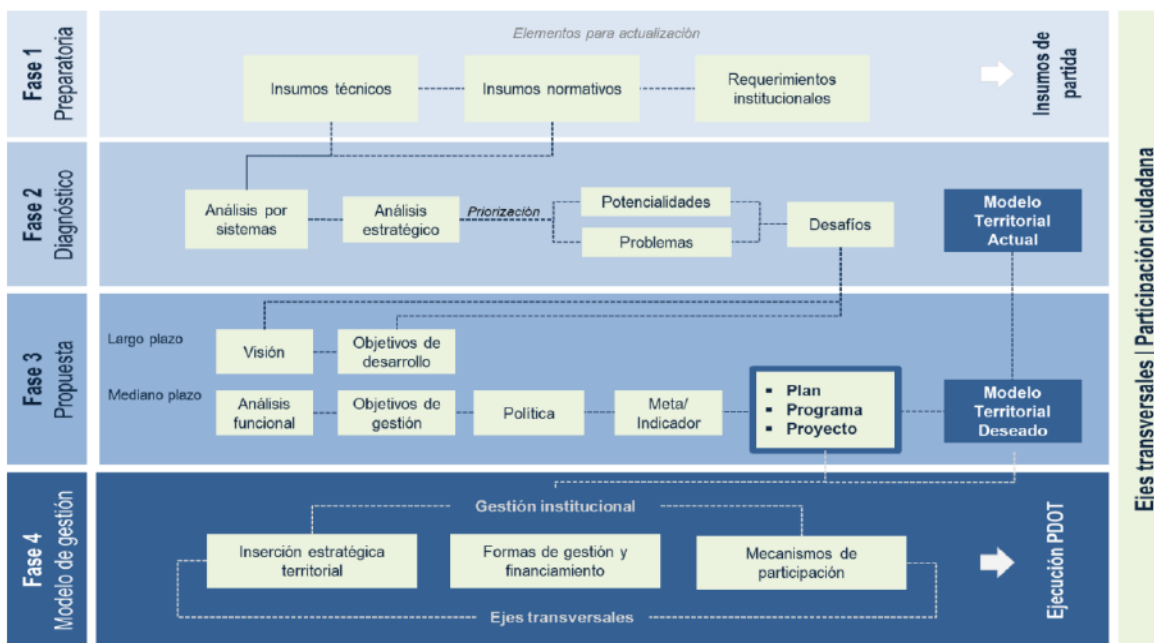 Fase 1
Preparatoria
Elementos para actualización
Insumos técnicos
Insumos normativos
Requerimientos
institucionales
Insumos de
partida
Fase 2
Diagnóstico
Análisis por
sistemas
Análisis
estratégico
Priorización
Potencialidades
Problemas
Desafíos
Modelo
Territorial
Actual
Fase 3
Propuesta
Largo plazo
Visión
Objetivos de
desarrollo
Mediano plazo
Análisis
funcional
Objetivos de
gestión
Política
Meta/
Indicador
▪ Plan
▪ Programa
▪ Proyecto
Modelo
Territorial
Deseado
Fase 4
Modelo de gestión
Gestión institucional
Inserción estratégica
territorial
Formas de gestión y
financiamiento
Mecanismos de
participación
Ejes transversales
Ejecución PDOT
Ejes transversales | Participación ciudadana